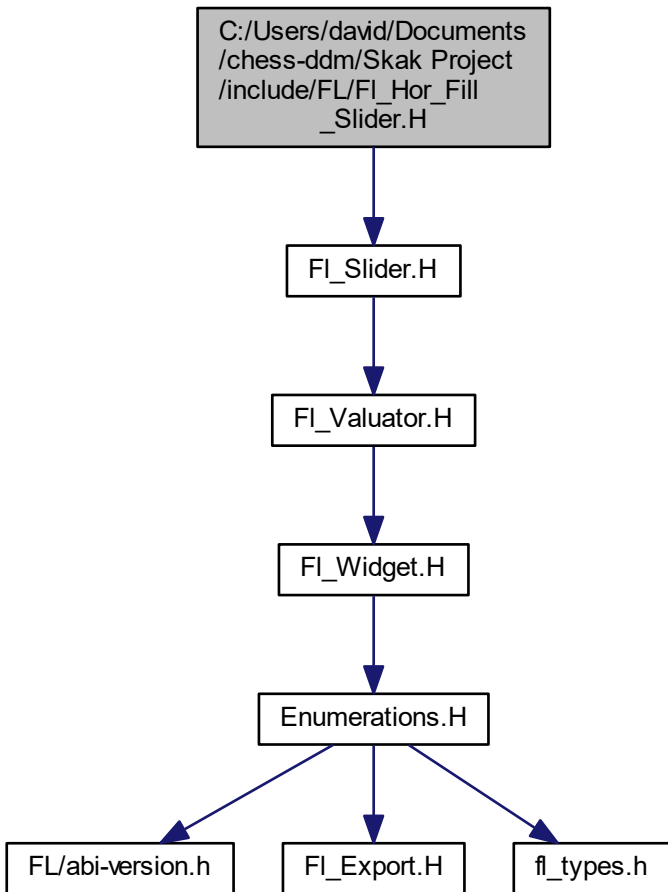 C:/Users/david/Documents
/chess-ddm/Skak Project
/include/FL/Fl_Hor_Fill
_Slider.H
Fl_Slider.H
Fl_Valuator.H
Fl_Widget.H
Enumerations.H
FL/abi-version.h
Fl_Export.H
fl_types.h